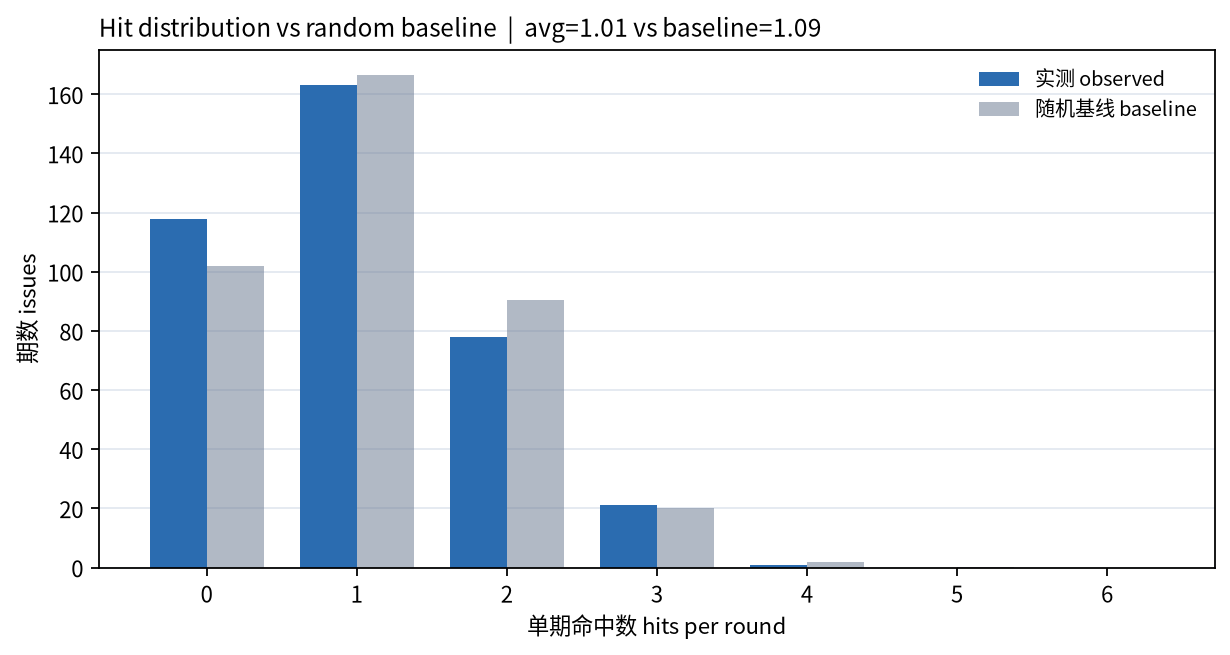 Hit distribution vs random baseline | avg=1.01 vs baseline=1.09
实测 observed
随机基线 baseline
期数 issues
160
140
120
100
80
60
40
20
0
0 1 2 3 4 5 6
单期命中数 hits per round